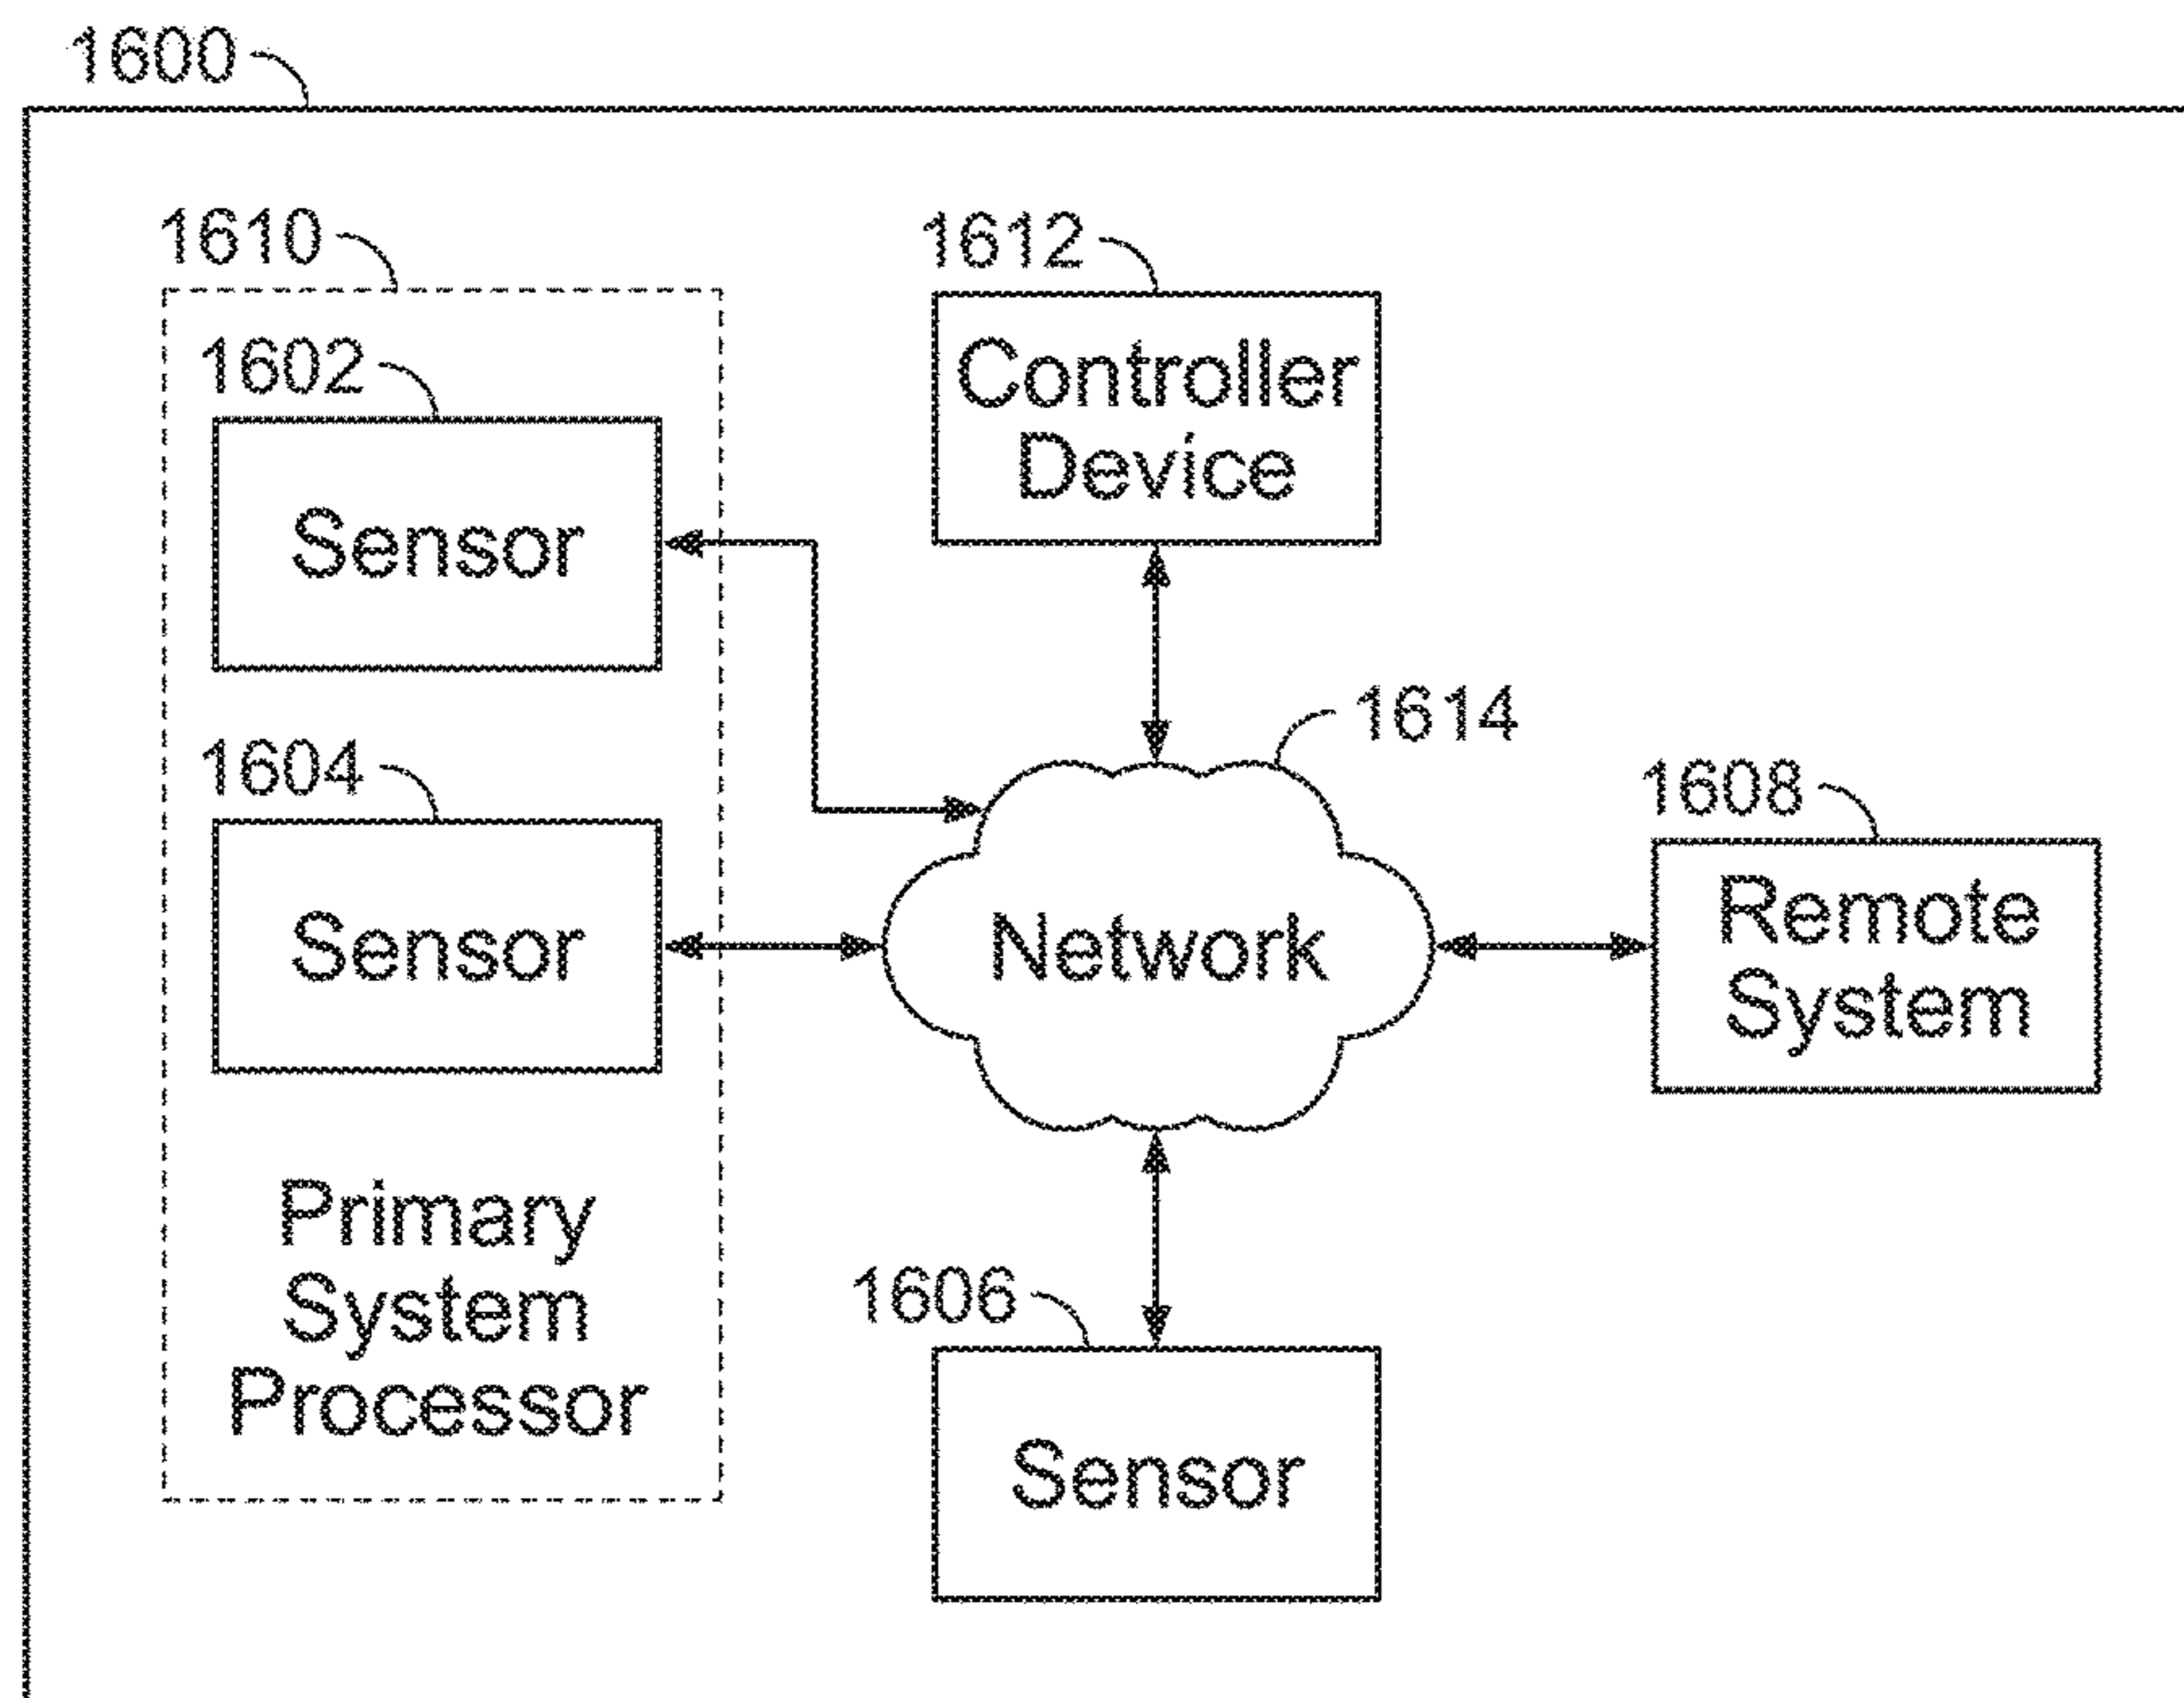 1600
1610
1612
1602
Controller
Device
Sensor
1614
1604
1608
Sensor
Network
Remote
System
Primary
System
Processor
1606
Sensor